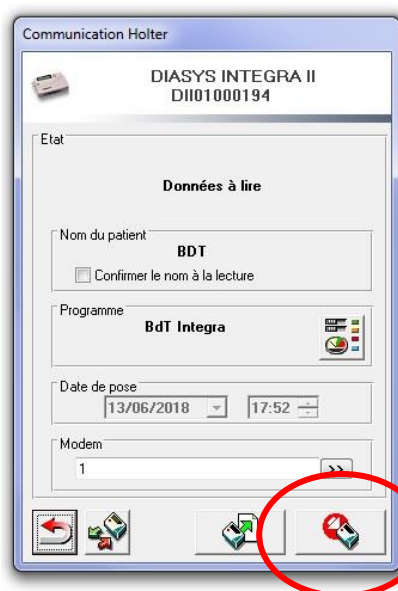 Communication Holter
DIASYS INTEGRA II
DII01000194
Etat
Données à lire
Nom du patient
BDT
Confirmer le nom à la lecture
Programme
BdT Integra
Date de pose
13/06/2018 17:52
Modem
1 >>